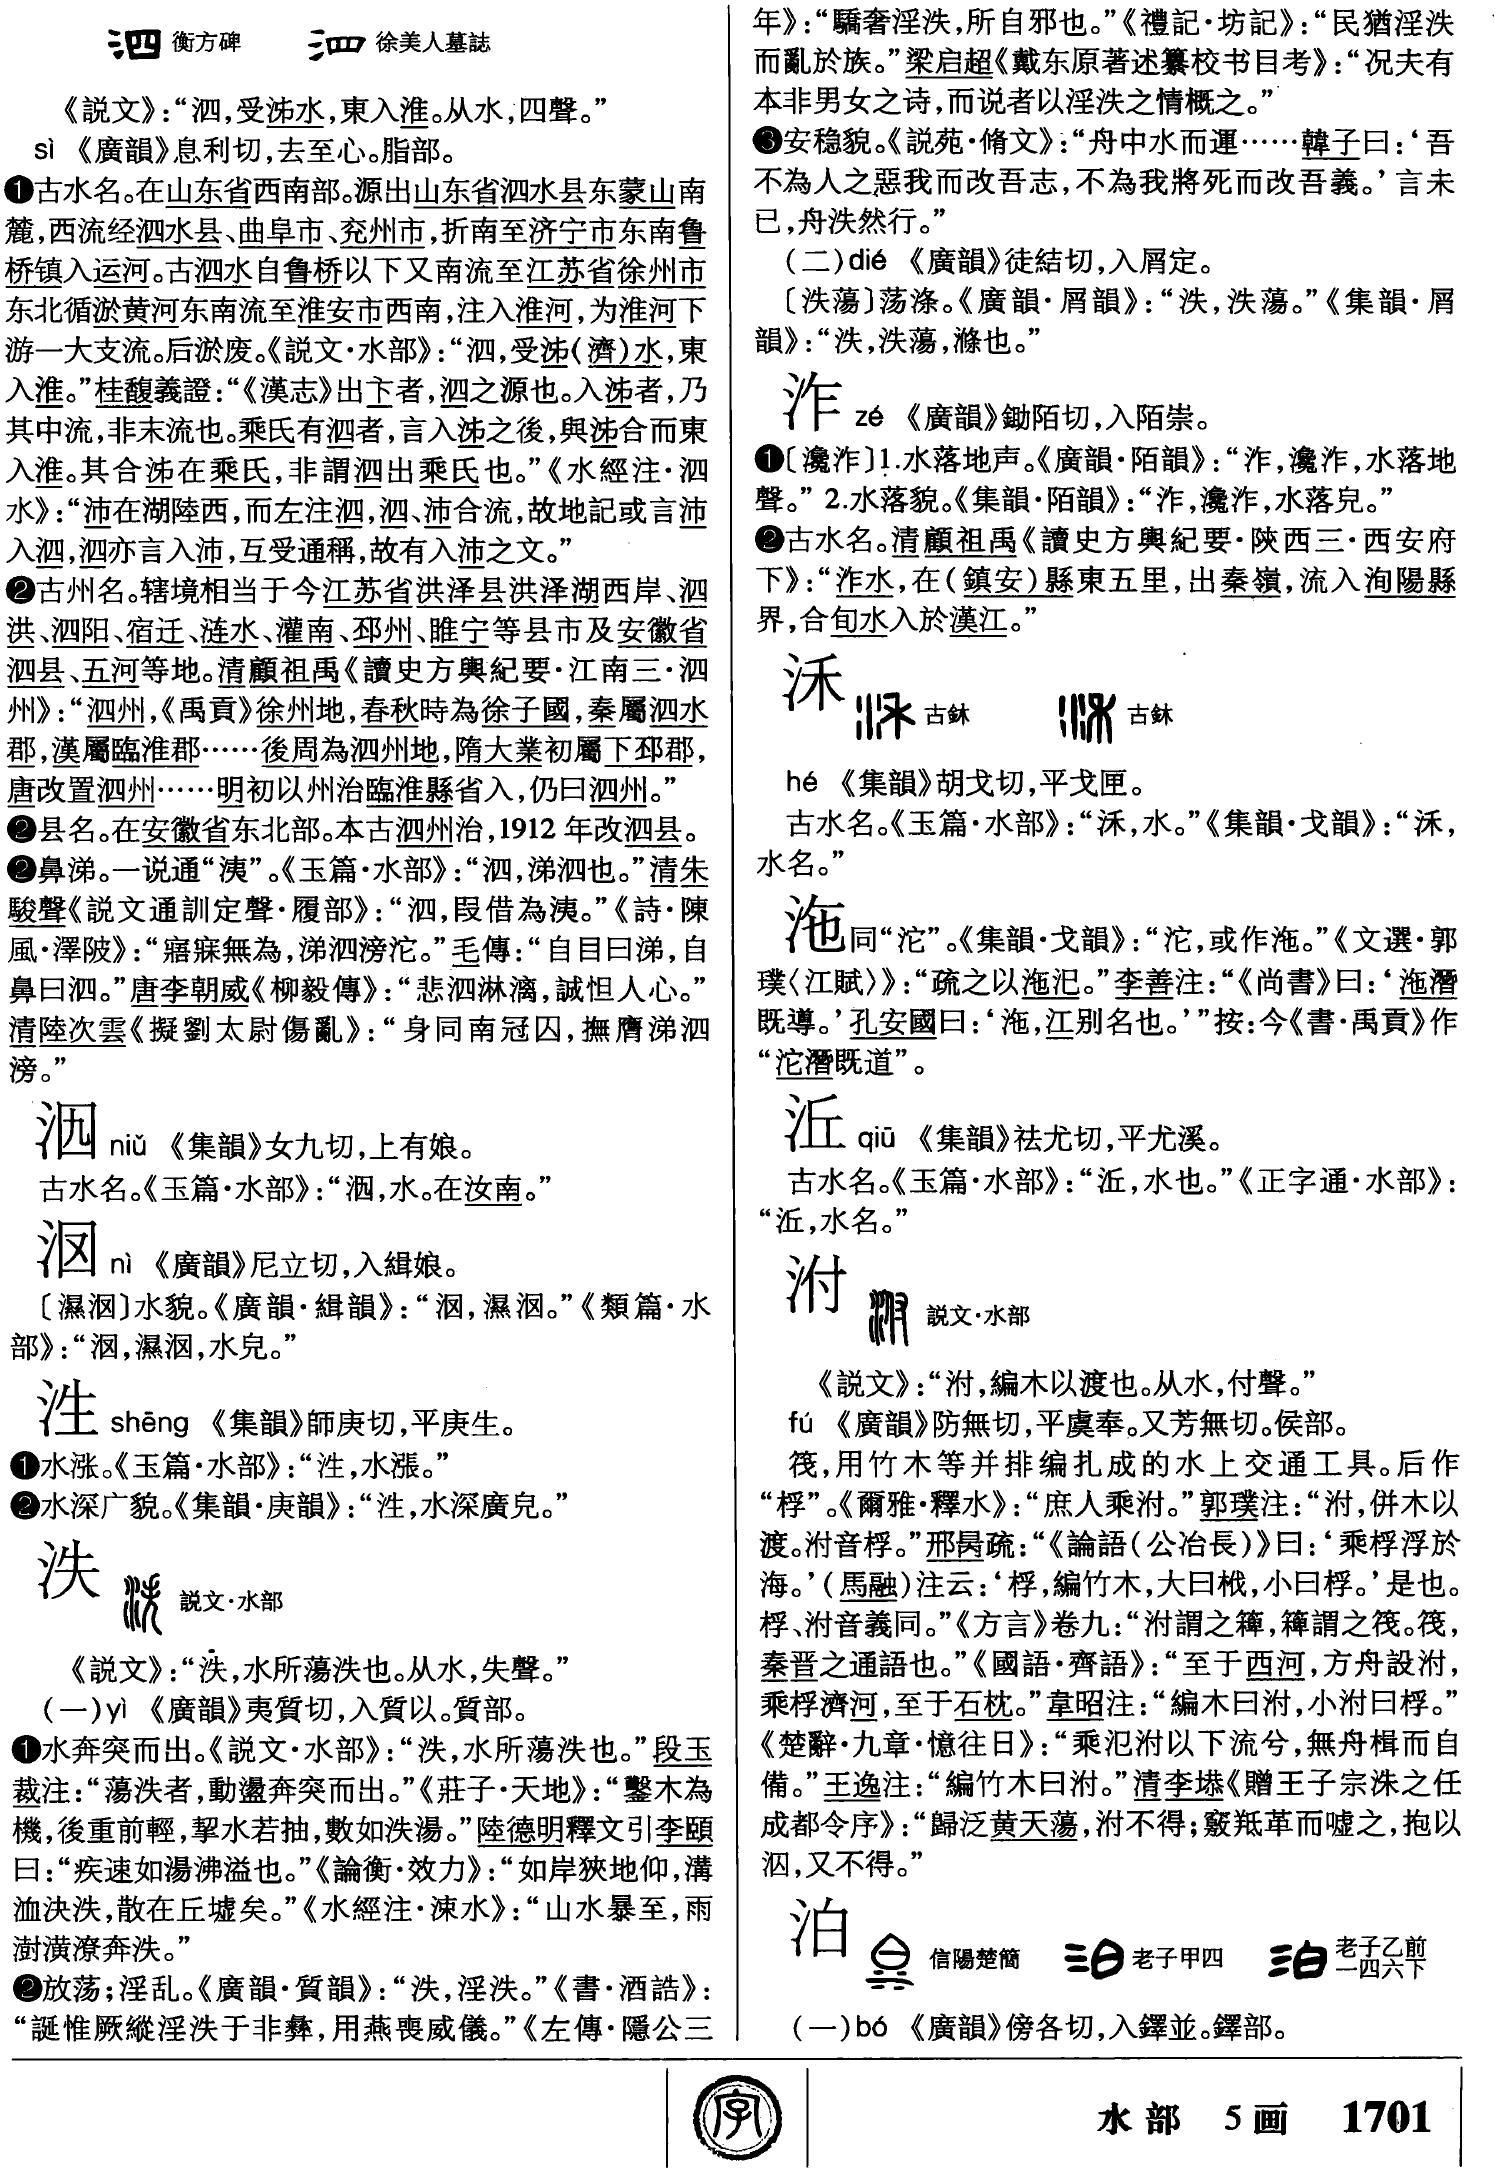 衡方碑 徐美人墓誌
《説文》：“泗，受泲水，東入淮。从水，四聲。”
sì 《廣韻》息利切，去至心。脂部。
❶古水名。在山东省西南部。源出山东省泗水县东蒙山南
麓，西流经泗水县、曲阜市、兖州市，折南至济宁市东南鲁
桥镇入运河。古泗水自鲁桥以下又南流至江苏省徐州市
东北循淤黄河东南流至淮安市西南，注入淮河，为淮河下
游一大支流。后淤废。《説文·水部》：“泗，受泲(濟)水，東
入淮。”桂馥義證：“《漢志》出卞者，泗之源也。入泲者，乃
其中流，非末流也。乘氏有泗者，言入泲之後，與泲合而東
入淮。其合泲在乘氏，非謂泗出乘氏也。”《水經注·泗
水》：“沛在湖陸西，而左注泗，泗、沛合流，故地記或言沛
入泗，泗亦言入沛，互受通稱，故有入沛之文。”
❷古州名。辖境相当于今江苏省洪泽县洪泽湖西岸、泗
洪、泗阳、宿迁、涟水、灌南、邳州、睢宁等县市及安徽省
泗县、五河等地。清顧祖禹《讀史方輿紀要·江南三·泗
州》：“泗州，《禹貢》徐州地，春秋時為徐子國，秦屬泗水
郡，漢屬臨淮郡……後周為泗州地，隋大業初屬下邳郡，
唐改置泗州……明初以州治臨淮縣省入，仍曰泗州。”
❷县名。在安徽省东北部。本古泗州治，1912 年改泗县。
❷鼻涕。一说通“洟”。《玉篇·水部》：“泗，涕泗也。”清朱
駿聲《説文通訓定聲·履部》：“泗，叚借為洟。”《詩·陳
風·澤陂》：“寤寐無為，涕泗滂沱。”毛傳：“自目曰涕，自
鼻曰泗。”唐李朝威《柳毅傳》：“悲泗淋漓，誠怛人心。”
清陸次雲《擬劉太尉傷亂》：“身同南冠囚，撫膺涕泗
滂。”
niǔ 《集韻》女九切，上有娘。
古水名。《玉篇·水部》：“，水。在汝南。”
nì 《廣韻》尼立切，入緝娘。
〔濕〕水貌。《廣韻·緝韻》：“，濕。”《類篇·水
部》：“，濕，水皃。”
泩 shēng 《集韻》師庚切，平庚生。
❶水涨。《玉篇·水部》：“泩，水漲。”
❷水深广貌。《集韻·庚韻》：“泩，水深廣皃。”
泆 説文·水部
《説文》：“泆，水所蕩泆也。从水，失聲。”
(一)yì 《廣韻》夷質切，入質以。質部。
❶水奔突而出。《説文·水部》：“泆，水所蕩泆也。”段玉
裁注：“蕩泆者，動盪奔突而出。”《莊子·天地》：“鑿木為
機，後重前輕，挈水若抽，數如泆湯。”陸德明釋文引李頤
曰：“疾速如湯沸溢也。”《論衡·效力》：“如岸狹地仰，溝
洫決泆，散在丘墟矣。”《水經注·涑水》：“山水暴至，雨
澍潢潦奔泆。”
❷放荡；淫乱。《廣韻·質韻》：“泆，淫泆。”《書·酒誥》：
“誕惟厥縱淫泆于非彝，用燕喪威儀。”《左傳·隱公三
年》：“驕奢淫泆，所自邪也。”《禮記·坊記》：“民猶淫泆
而亂於族。”梁启超《戴东原著述纂校书目考》：“况夫有
本非男女之诗，而说者以淫泆之情概之。”
❸安稳貌。《説苑·脩文》：“舟中水而運……韓子曰：‘吾
不為人之惡我而改吾志，不為我將死而改吾義。’言未
已，舟泆然行。”
(二)dié 《廣韻》徒結切，入屑定。
〔泆蕩〕荡涤。《廣韻·屑韻》：“泆，泆蕩。”《集韻·屑
韻》：“泆，泆蕩，滌也。”
泎 zé 《廣韻》鋤陌切，入陌崇。
❶〔瀺泎〕1.水落地声。《廣韻·陌韻》：“泎，瀺泎，水落地
聲。”2.水落貌。《集韻·陌韻》：“泎，瀺泎，水落皃。”
❷古水名。清顧祖禹《讀史方輿紀要·陝西三·西安府
下》：“泎水，在(鎮安)縣東五里，出秦嶺，流入洵陽縣
界，合旬水入於漢江。”
古鉥 古鉥
hé 《集韻》胡戈切，平戈匣。
古水名。《玉篇·水部》：“，水。”《集韻·戈韻》：“，
水名。”
沲同“沱”。《集韻·戈韻》：“沱，或作沲。”《文選·郭
璞〈江賦〉》：“疏之以沲汜。”李善注：“《尚書》曰：‘沲潛
既導。’孔安國曰：‘沲，江别名也。’”按：今《書·禹貢》作
“沱潛既道”。
泟 qiū 《集韻》祛尤切，平尤溪。
古水名。《玉篇·水部》：“，水也。”《正字通·水部》：
“，水名。”
泭 説文·水部
《説文》：“泭，編木以渡也。从水，付聲。”
fú 《廣韻》防無切，平虞奉。又芳無切。侯部。
筏，用竹木等并排编扎成的水上交通工具。后作
“桴”。《爾雅·釋水》：“庶人乘泭。”郭璞注：“泭，併木以
渡。泭音桴。”邢昺疏：“《論語(公冶長)》曰：‘乘桴浮於
海。’(馬融)注云：‘桴，編竹木，大曰栰，小曰桴。’是也。
桴、泭音義同。”《方言》卷九：“泭謂之䉬，䉬謂之筏。筏，
秦晋之通語也。”《國語·齊語》：“至于西河，方舟設泭，
乘桴濟河，至于石枕。”韋昭注：“編木曰泭，小泭曰桴。”
《楚辭·九章·憶往日》：“乘氾泭以下流兮，無舟楫而自
備。”王逸注：“編竹木曰泭。”清李塨《贈王子宗洙之任
成都令序》：“歸泛黄天蕩，泭不得；竅羝革而嘘之，抱以
泅，又不得。”
泊 信陽楚簡 老子甲四 老子乙前一四六下
(一)bó 《廣韻》傍各切，入鐸並。鐸部。
字
水部 5画 1701